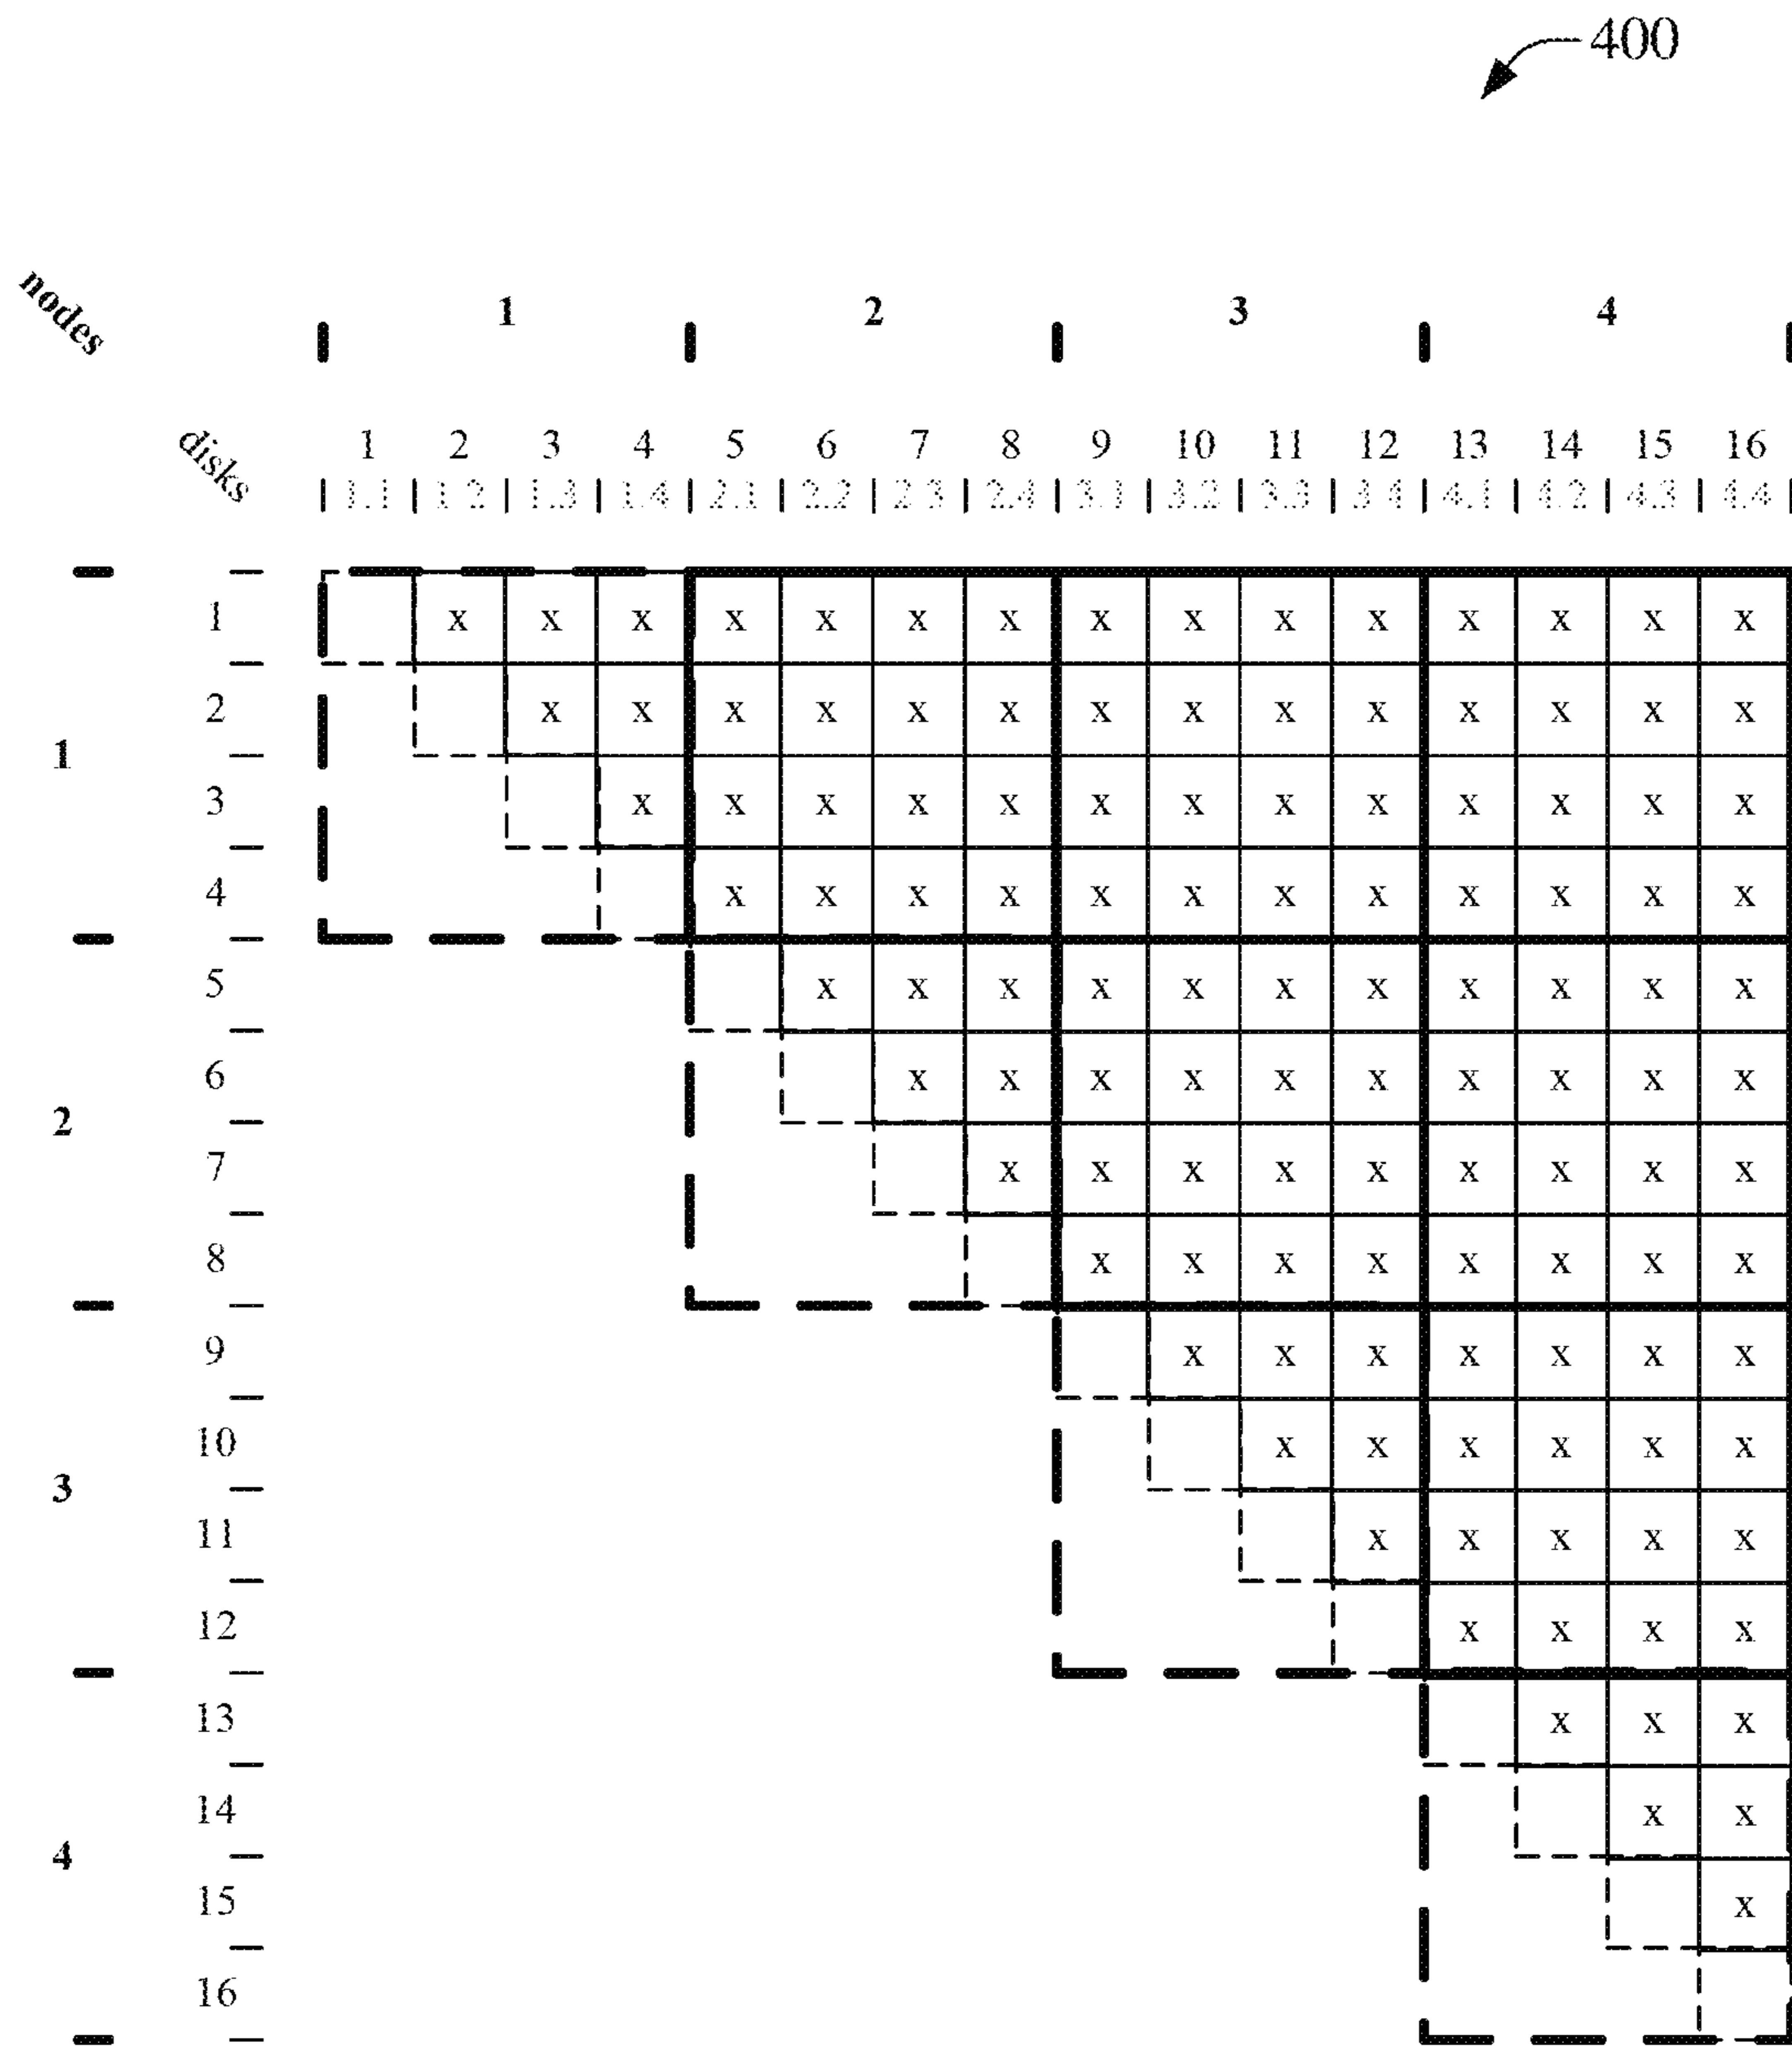 400
nodes
1 2 3 4
disks
1 2 3 4 5 6 7 8 9 10 11 12 13 14 15 16
1.1 1.2 1.3 1.4 2.1 2.2 2.3 2.4 3.1 3.2 3.3 3.4 4.1 4.2 4.3 4.4
1 x x x x x x x x x x x x x x x
2 x x x x x x x x x x x x x x
1
3 x x x x x x x x x x x x x
4 x x x x x x x x x x x x
5 x x x x x x x x x x x
6 x x x x x x x x x x
2
7 x x x x x x x x x
8 x x x x x x x x
9 x x x x x x x
10 x x x x x x
3
11 x x x x x
12 x x x x
13 x x x
14 x x
4
15 x
16